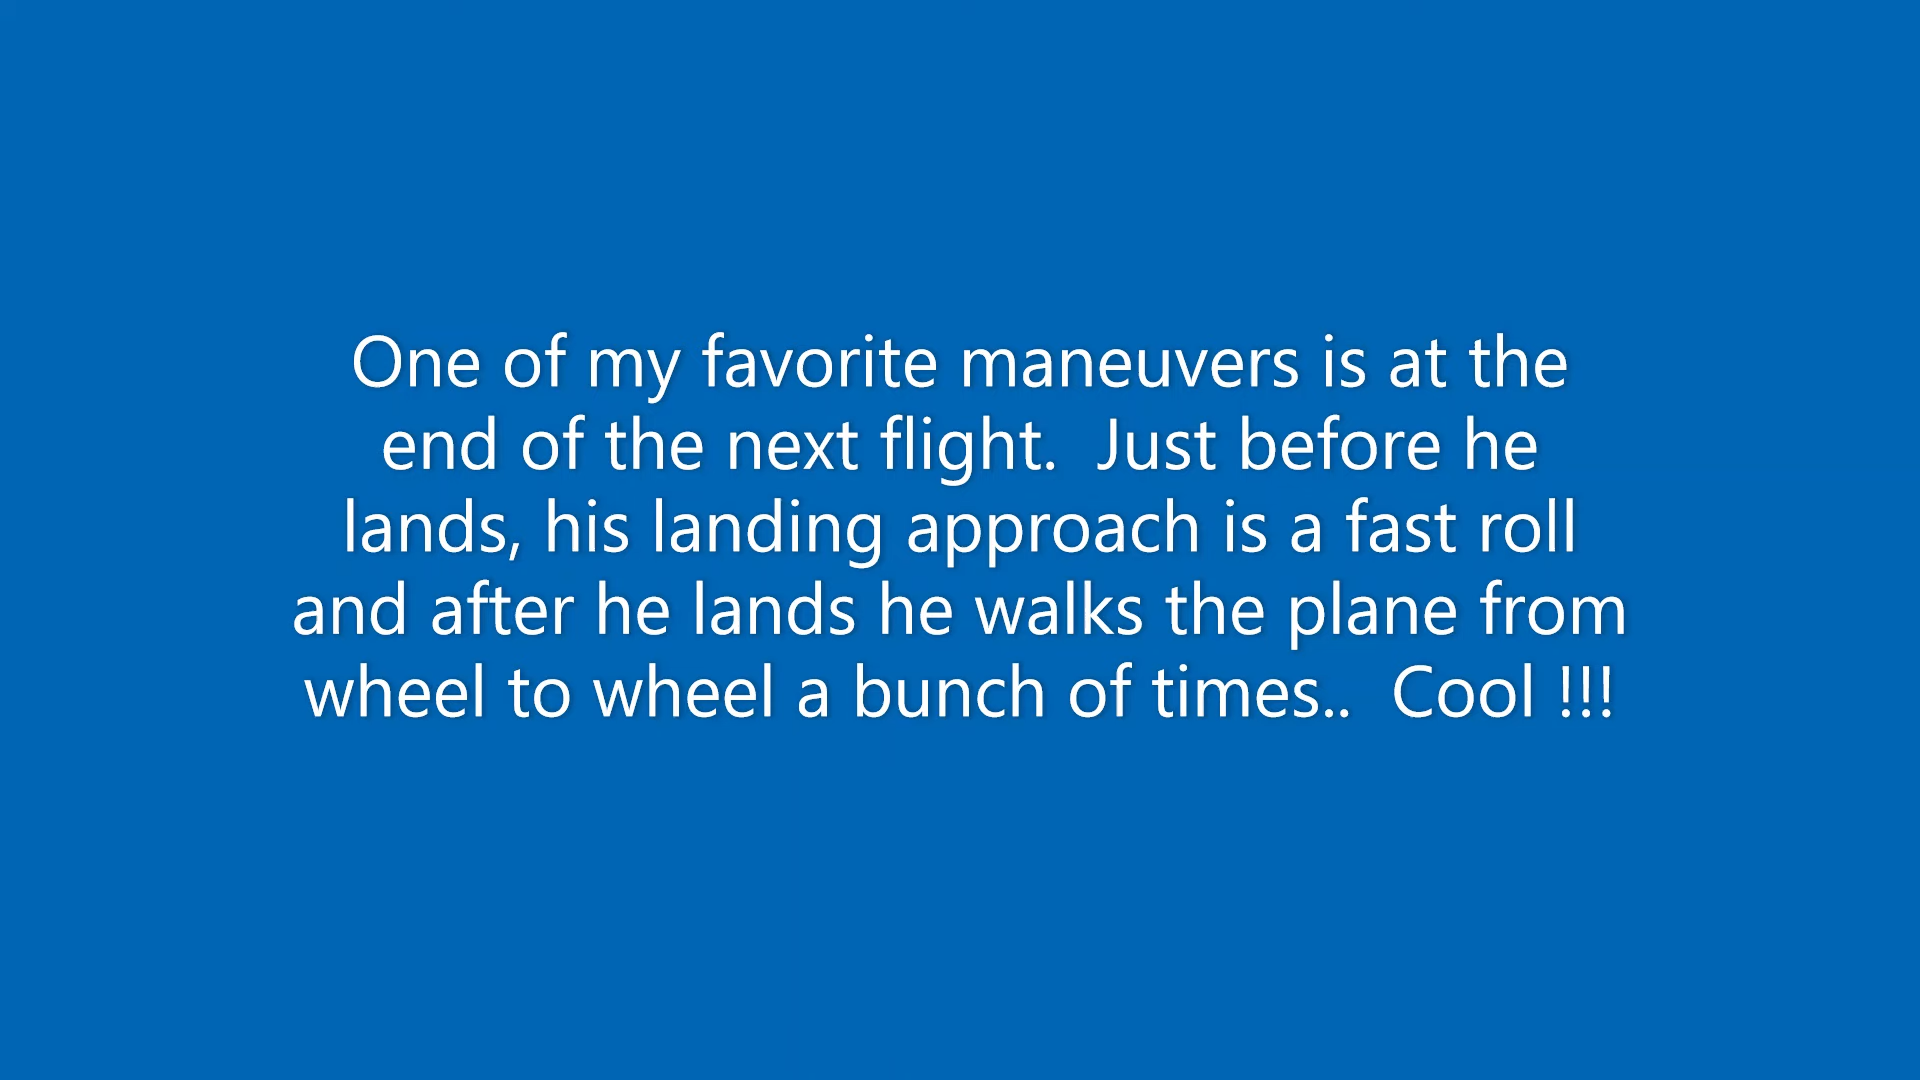 One of my favorite maneuvers is at the
end of the next flight.  Just before he
lands, his landing approach is a fast roll
and after he lands he walks the plane from
wheel to wheel a bunch of times..  Cool !!!